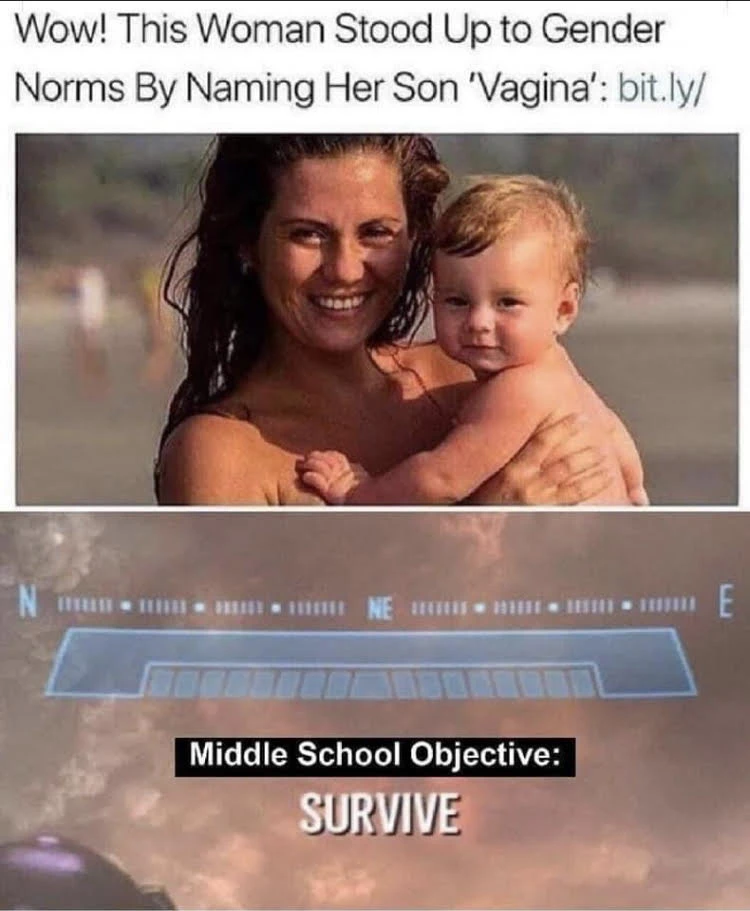 Wow! This Woman Stood Up to Gender
Norms By Naming Her Son 'Vagina': bit.ly/
N NE E
Middle School Objective:
SURVIVE